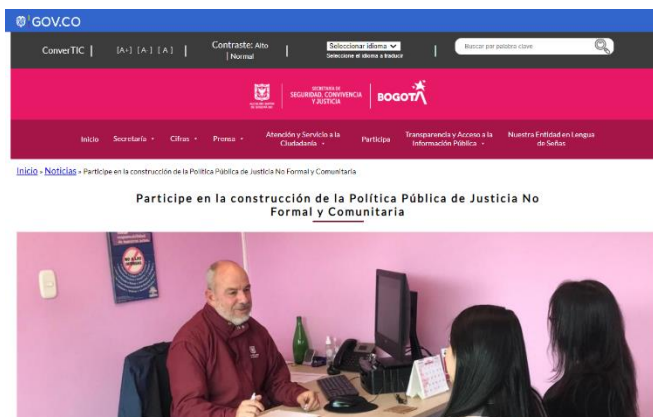 GOV.CO
ConverTIC | [A+] [A-] [A] | Contraste: Alto | Normal | Seleccionar idioma | Buscar por palabra clave
Seleccione el idioma a traducir
SECRETARÍA DE
SEGURIDAD, CONVIVENCIA
Y JUSTICIA
BOGOTÁ
Inicio Secretaría Cifras Prensa Atención y Servicio a la Ciudadanía Participa Transparencia y Acceso a la Información Pública Nuestra Entidad en Lengua de Señas
Inicio » Noticias » Participe en la construcción de la Política Pública de Justicia No Formal y Comunitaria
Participe en la construcción de la Política Pública de Justicia No
Formal y Comunitaria